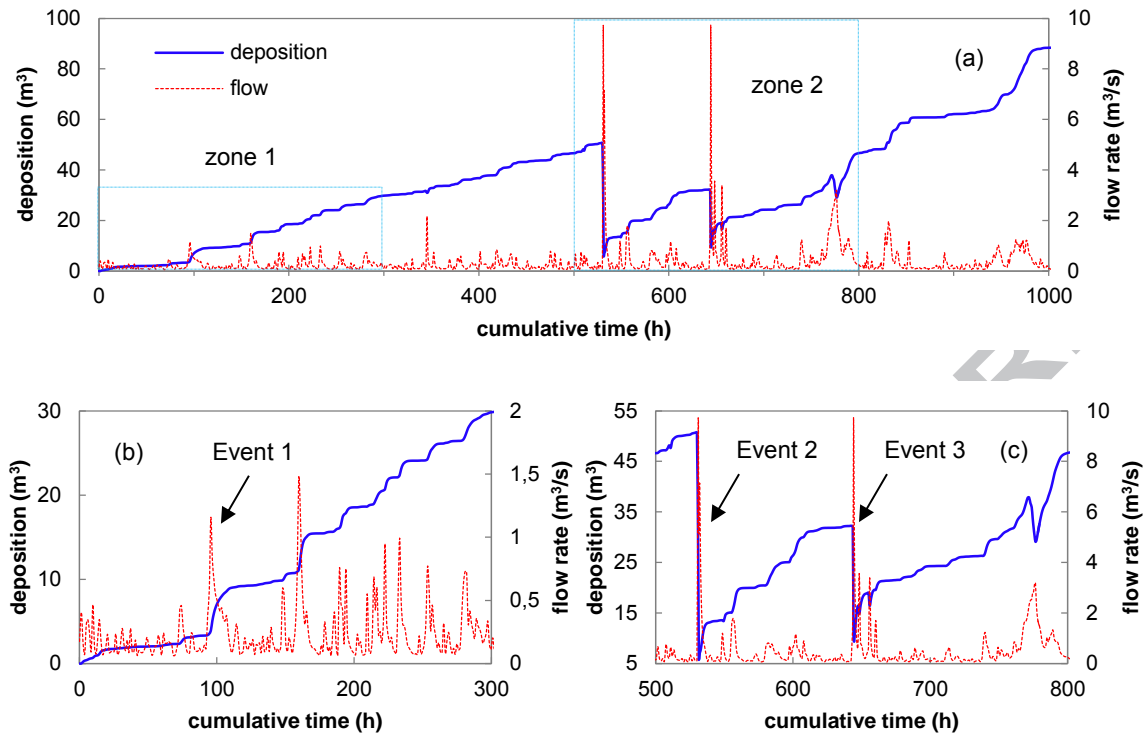 100
80
60
40
20
0
deposition (m³)
deposition
flow
zone 1
zone 2
(a)
10
8
6
4
2
0
flow rate (m³/s)
0
200
400
600
800
1000
cumulative time (h)
30
20
10
0
deposition (m³)
(b)
Event 1
2
1,5
1
0,5
0
flow rate (m³/s)
0
100
200
300
cumulative time (h)
55
45
35
25
15
5
deposition (m³)
Event 2
Event 3
(c)
10
8
6
4
2
0
flow rate (m³/s)
500
600
700
800
cumulative time (h)